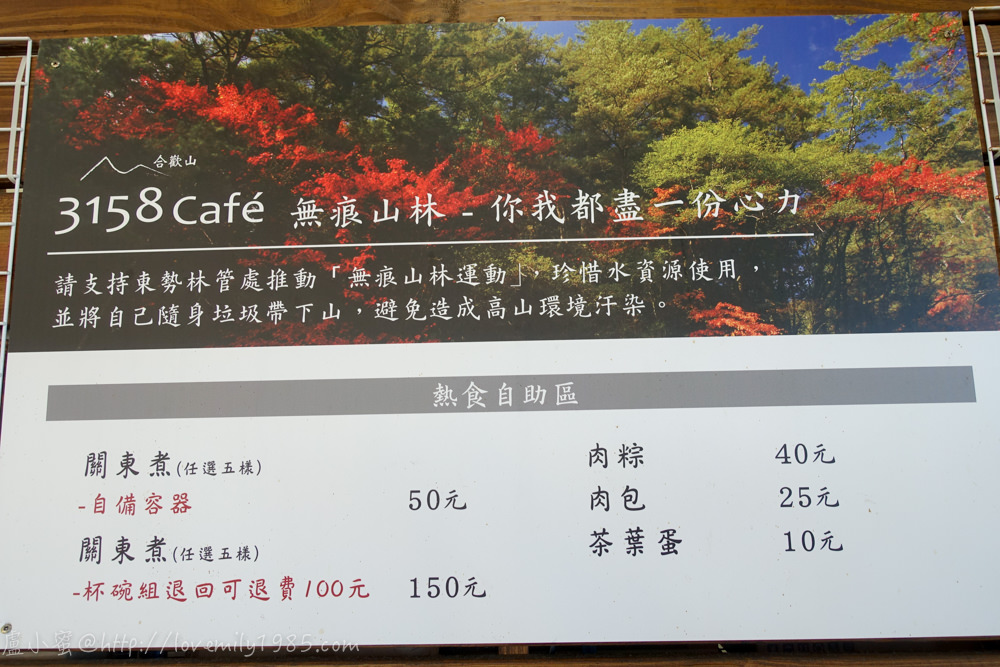 合歡山
3158 Café 無痕山林 - 你我都盡一份心力
請支持東勢林管處推動「無痕山林運動」，珍惜水資源使用，
並將自己隨身垃圾帶下山，避免造成高山環境汙染。
熱食自助區
關東煮(任選五樣)
-自備容器 50元
關東煮(任選五樣)
-杯碗組退回可退費100元 150元
肉粽 40元
肉包 25元
茶葉蛋 10元
盧小蜜@http://lovemily1985.com